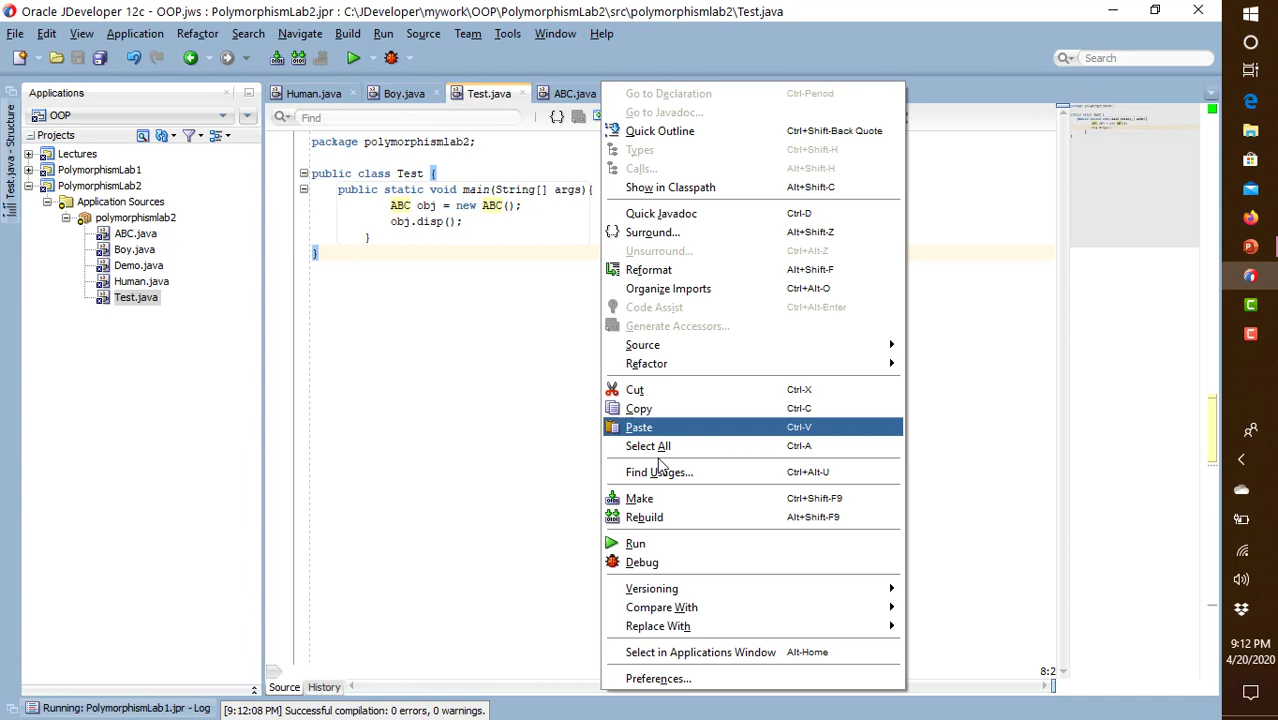 Oracle JDeveloper 12c - OOP.jws : PolymorphismLab2.jpr : C:\JDeveloper\mywork\OOP\PolymorphismLab2\src\polymorphismlab2\Test.java
File Edit View Application Refactor Search Navigate Build Run Source Team Tools Window Help
Search
Applications
OOP
Projects
Lectures
PolymorphismLab1
PolymorphismLab2
Application Sources
polymorphismlab2
ABC.java
Boy.java
Demo.java
Human.java
Test.java
Test.java - Structure
Human.java Boy.java Test.java ABC.java
Find
package polymorphismlab2;
public class Test {
public static void main(String[] args){
ABC obj = new ABC();
obj.disp();
}
}
Go to Declaration Ctrl-Period
Go to Javadoc...
Quick Outline Ctrl+Shift-Back Quote
Types Ctrl+Shift-H
Calls... Alt+Shift-H
Show in Classpath Alt+Shift-C
Quick Javadoc Ctrl-D
Surround... Alt+Shift-Z
Unsurround... Ctrl+Alt-Z
Reformat Alt+Shift-F
Organize Imports Ctrl+Alt-O
Code Assist Ctrl+Alt-Enter
Generate Accessors...
Source
Refactor
Cut Ctrl-X
Copy Ctrl-C
Paste Ctrl-V
Select All Ctrl-A
Find Usages... Ctrl+Alt-U
Make Ctrl+Shift-F9
Rebuild Alt+Shift-F9
Run
Debug
Versioning
Compare With
Replace With
Select in Applications Window Alt-Home
Preferences...
8:2
Source History
Running: PolymorphismLab1.jpr - Log
[9:12:08 PM] Successful compilation: 0 errors, 0 warnings.
9:12 PM
4/20/2020